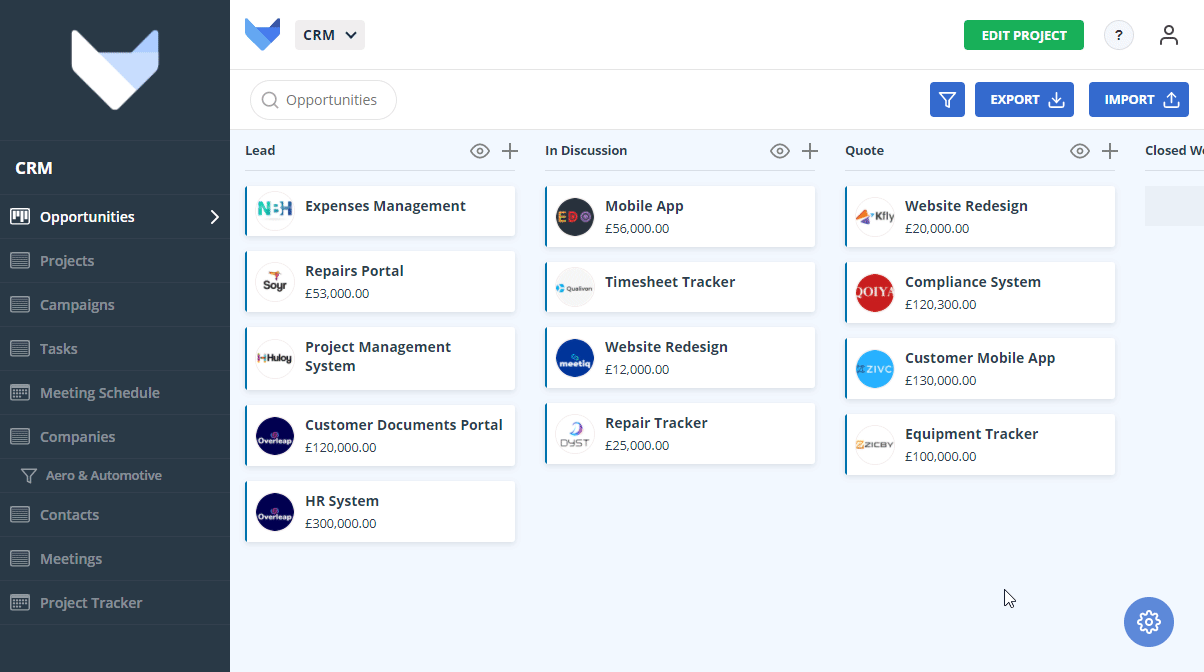 CRM
EDIT PROJECT
?
Opportunities
EXPORT
IMPORT
CRM
Opportunities
Projects
Campaigns
Tasks
Meeting Schedule
Companies
Aero & Automotive
Contacts
Meetings
Project Tracker
Lead
NBH
Expenses Management
Soyr
Repairs Portal
£53,000.00
Huloy
Project Management
System
Overleap
Customer Documents Portal
£120,000.00
Overleap
HR System
£300,000.00
In Discussion
EDO
Mobile App
£56,000.00
Qualivan
Timesheet Tracker
meetiq
Website Redesign
£12,000.00
DYST
Repair Tracker
£25,000.00
Quote
Kfly
Website Redesign
£20,000.00
QOIYA
Compliance System
£120,300.00
ZIVC
Customer Mobile App
£130,000.00
ZICBY
Equipment Tracker
£100,000.00
Closed W